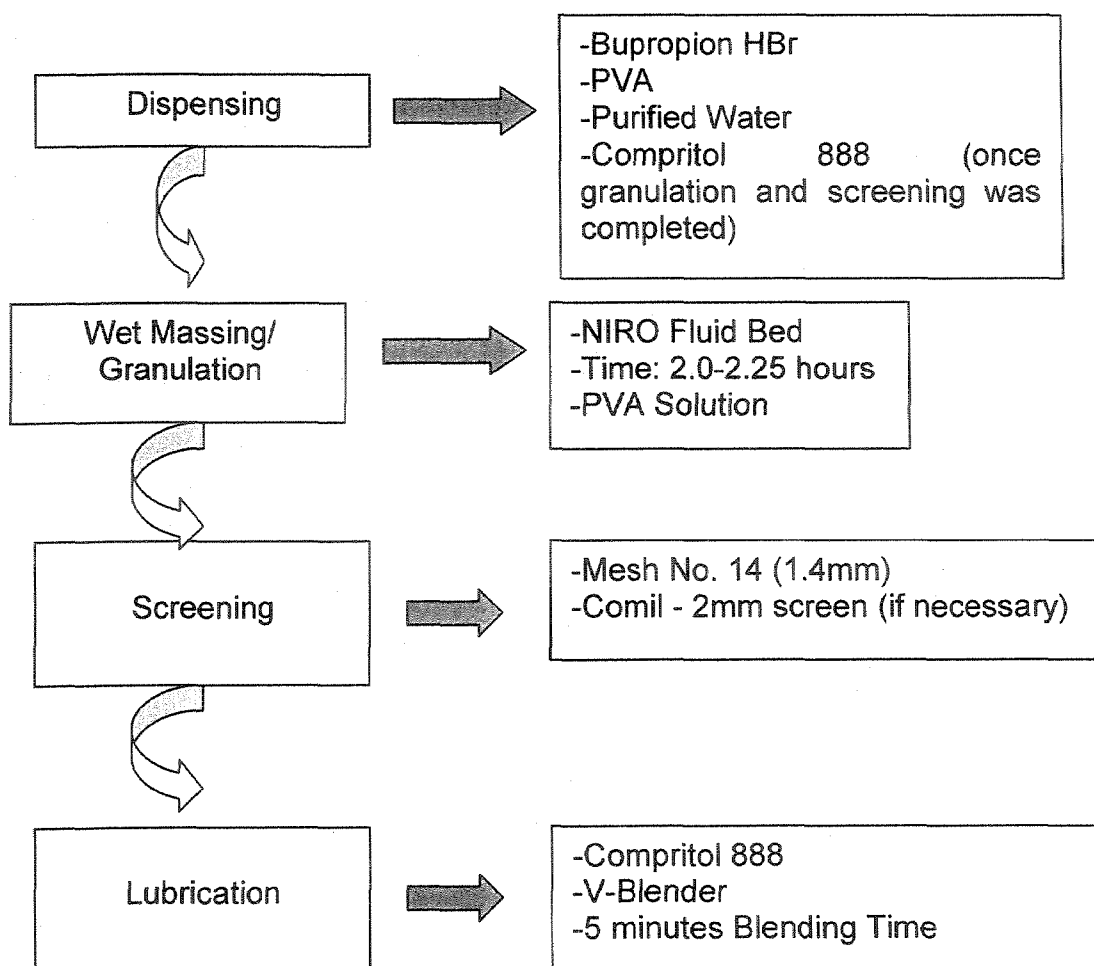 Dispensing
-Bupropion HBr
-PVA
-Purified Water
-Compritol 888 (once
granulation and screening was
completed)
Wet Massing/
Granulation
-NIRO Fluid Bed
-Time: 2.0-2.25 hours
-PVA Solution
Screening
-Mesh No. 14 (1.4mm)
-Comil - 2mm screen (if necessary)
Lubrication
-Compritol 888
-V-Blender
-5 minutes Blending Time